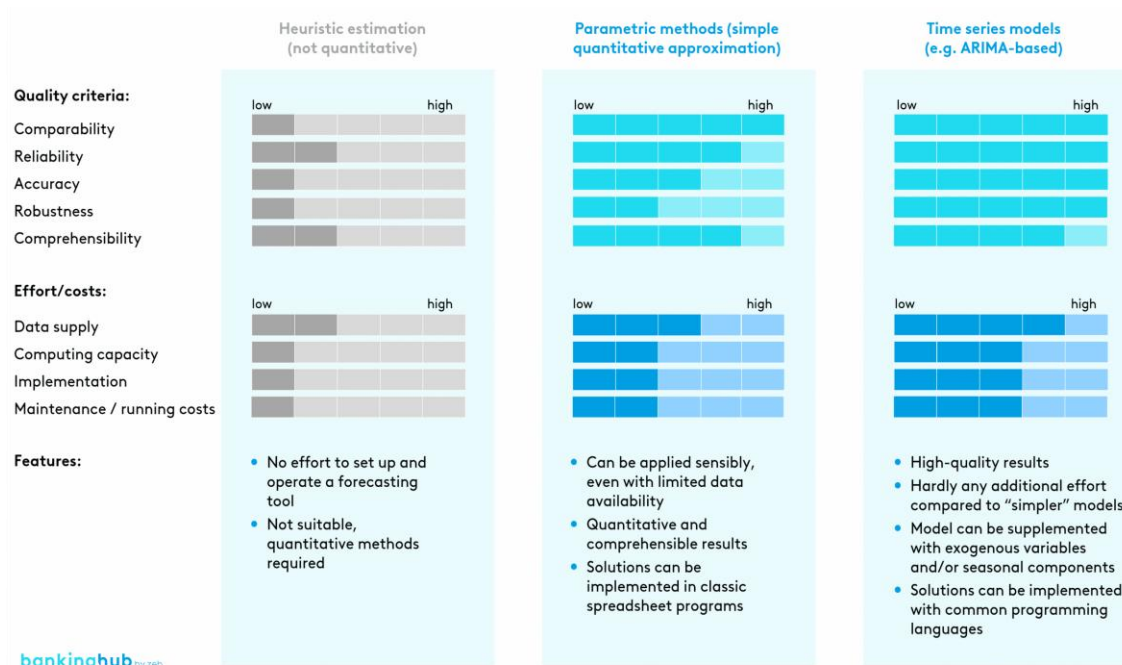 Heuristic estimation
(not quantitative)
Parametric methods (simple
quantitative approximation)
Time series models
(e.g. ARIMA-based)
Quality criteria:
low high
low high
low high
Comparability
Reliability
Accuracy
Robustness
Comprehensibility
Effort/costs:
low high
low high
low high
Data supply
Computing capacity
Implementation
Maintenance / running costs
Features:
• No effort to set up and
operate a forecasting
tool
• Not suitable,
quantitative methods
required
• Can be applied sensibly,
even with limited data
availability
• Quantitative and
comprehensible results
• Solutions can be
implemented in classic
spreadsheet programs
• High-quality results
• Hardly any additional effort
compared to “simpler” models
• Model can be supplemented
with exogenous variables
and/or seasonal components
• Solutions can be implemented
with common programming
languages
bankinghub by zeb